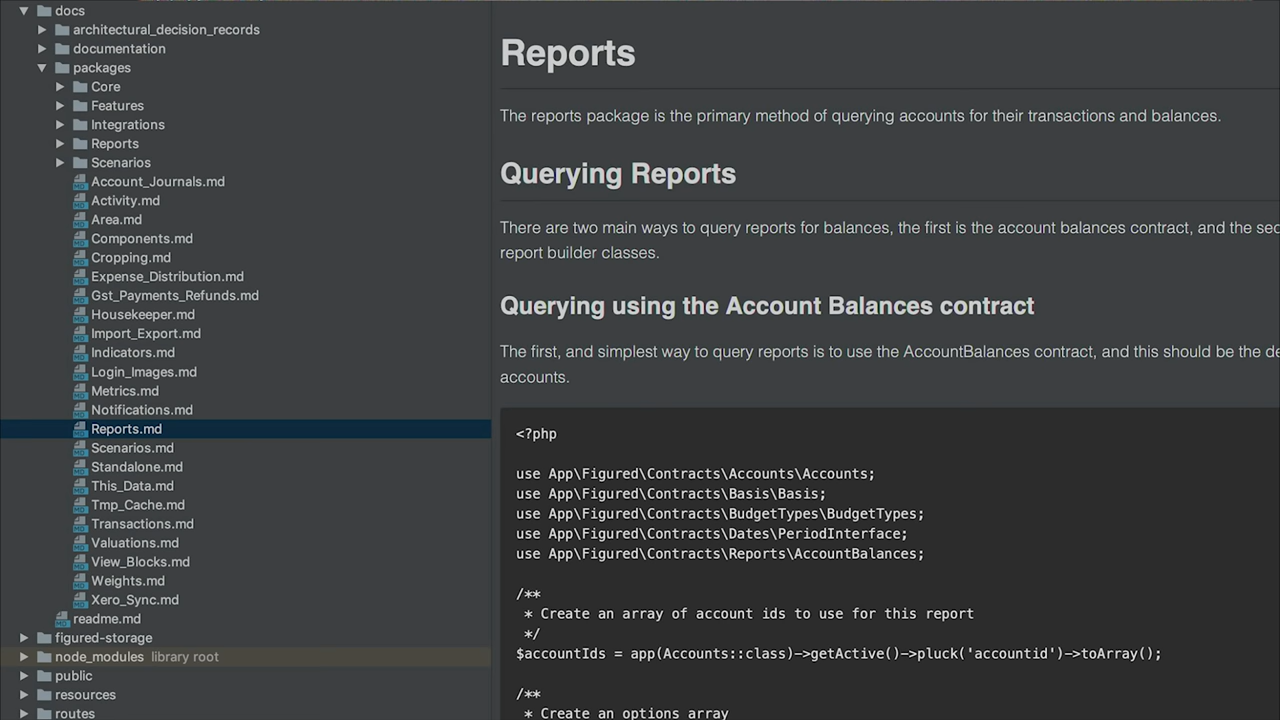 docs
architectural_decision_records
documentation
packages
Core
Features
Integrations
Reports
Scenarios
Account_Journals.md
Activity.md
Area.md
Components.md
Cropping.md
Expense_Distribution.md
Gst_Payments_Refunds.md
Housekeeper.md
Import_Export.md
Indicators.md
Login_Images.md
Metrics.md
Notifications.md
Reports.md
Scenarios.md
Standalone.md
This_Data.md
Tmp_Cache.md
Transactions.md
Valuations.md
View_Blocks.md
Weights.md
Xero_Sync.md
readme.md
figured-storage
node_modules library root
public
resources
routes
Reports
The reports package is the primary method of querying accounts for their transactions and balances.
Querying Reports
There are two main ways to query reports for balances, the first is the account balances contract, and the sec
report builder classes.
Querying using the Account Balances contract
The first, and simplest way to query reports is to use the AccountBalances contract, and this should be the de
accounts.
<?php
use App\Figured\Contracts\Accounts\Accounts;
use App\Figured\Contracts\Basis\Basis;
use App\Figured\Contracts\BudgetTypes\BudgetTypes;
use App\Figured\Contracts\Dates\PeriodInterface;
use App\Figured\Contracts\Reports\AccountBalances;
/**
* Create an array of account ids to use for this report
*/
$accountIds = app(Accounts::class)->getActive()->pluck('accountid')->toArray();
/**
* Create an options array